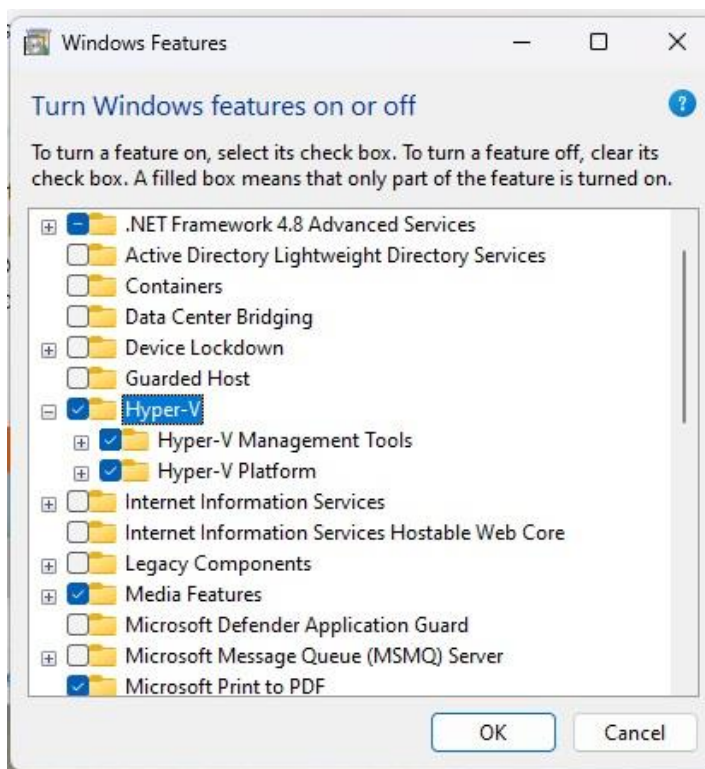 Windows Features
Turn Windows features on or off
?
To turn a feature on, select its check box. To turn a feature off, clear its
check box. A filled box means that only part of the feature is turned on.
.NET Framework 4.8 Advanced Services
Active Directory Lightweight Directory Services
Containers
Data Center Bridging
Device Lockdown
Guarded Host
Hyper-V
Hyper-V Management Tools
Hyper-V Platform
Internet Information Services
Internet Information Services Hostable Web Core
Legacy Components
Media Features
Microsoft Defender Application Guard
Microsoft Message Queue (MSMQ) Server
Microsoft Print to PDF
OK Cancel